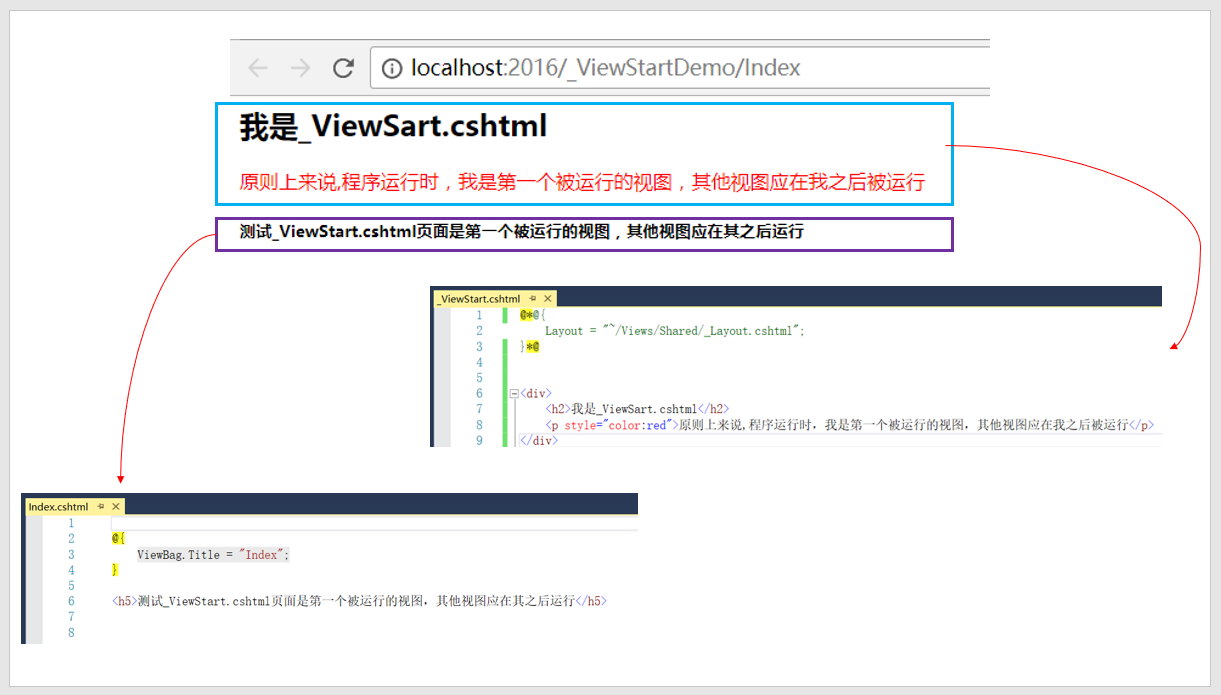 localhost:2016/_ViewStartDemo/Index
我是_ViewSart.cshtml
原则上来说,程序运行时，我是第一个被运行的视图，其他视图应在我之后被运行
测试_ViewStart.cshtml页面是第一个被运行的视图，其他视图应在其之后运行
_ViewStart.cshtml
1 @*@{
2 Layout = "~/Views/Shared/_Layout.cshtml";
3 }*@
4
5
6 <div>
7 <h2>我是_ViewSart.cshtml</h2>
8 <p style="color:red">原则上来说,程序运行时，我是第一个被运行的视图，其他视图应在我之后被运行</p>
9 </div>
Index.cshtml
1
2 @{
3 ViewBag.Title = "Index";
4 }
5
6 <h5>测试_ViewStart.cshtml页面是第一个被运行的视图，其他视图应在其之后运行</h5>
7
8